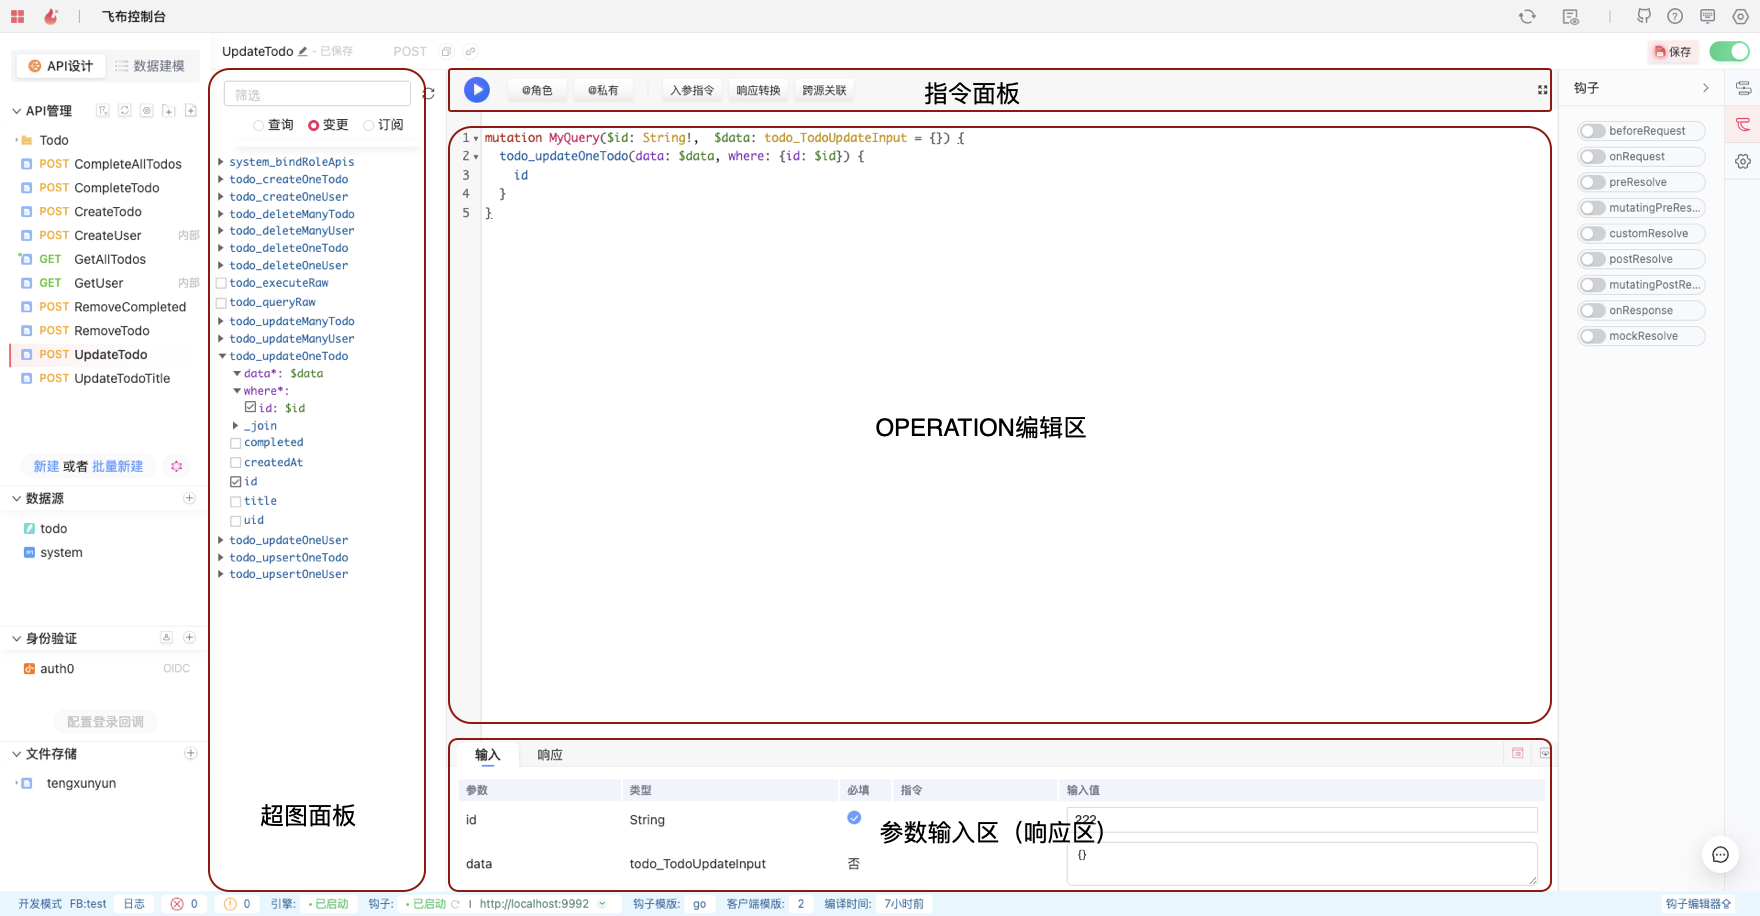 飞布控制台
API设计
数据建模
API管理
Todo
POST CompleteAllTodos
POST CompleteTodo
POST CreateTodo
POST CreateUser 内部
GET GetAllTodos
GET GetUser 内部
POST RemoveCompleted
POST RemoveTodo
POST UpdateTodo
POST UpdateTodoTitle
新建 或者 批量新建
数据源
todo
system
身份验证
auth0 OIDC
配置登录回调
文件存储
tengxunyun
UpdateTodo - 已保存 POST
保存
筛选
查询 变更 订阅
system_bindRoleApis
todo_createOneTodo
todo_createOneUser
todo_deleteManyTodo
todo_deleteManyUser
todo_deleteOneTodo
todo_deleteOneUser
todo_executeRaw
todo_queryRaw
todo_updateManyTodo
todo_updateManyUser
todo_updateOneTodo
data*: $data
where*:
id: $id
_join
completed
createdAt
id
title
uid
todo_updateOneUser
todo_upsertOneTodo
todo_upsertOneUser
超图面板
@角色 @私有 入参指令 响应转换 跨源关联
指令面板
1 mutation MyQuery($id: String!, $data: todo_TodoUpdateInput = {}) {
2 todo_updateOneTodo(data: $data, where: {id: $id}) {
3 id
4 }
5 }
OPERATION编辑区
输入 响应
参数 类型 必填 指令 输入值
id String 222
参数输入区（响应区）
data todo_TodoUpdateInput 否 {}
钩子
beforeRequest
onRequest
preResolve
mutatingPreRes...
customResolve
postResolve
mutatingPostRe...
onResponse
mockResolve
开发模式 FB:test 日志 0 0 引擎: 已启动 钩子: 已启动 http://localhost:9992 钩子模版: go 客户端模版: 2 编译时间: 7小时前 钩子编辑器